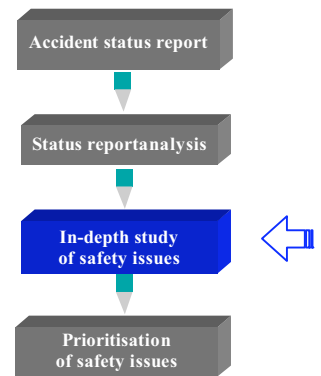 Accident status report
Status reportanalysis
In-depth study
of safety issues
Prioritisation
of safety issues